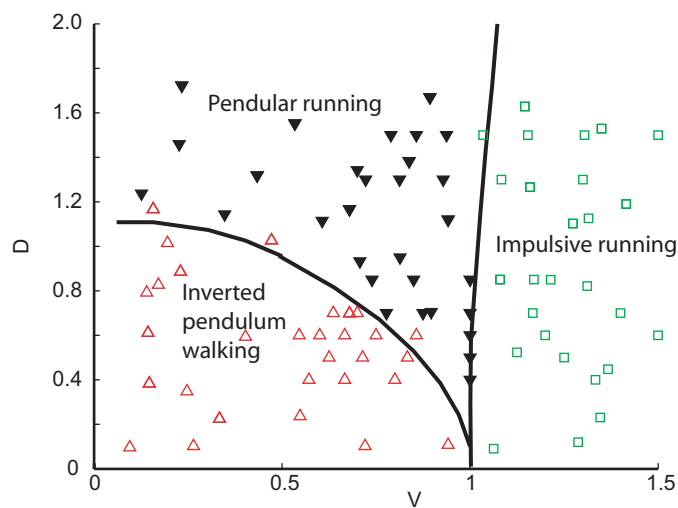 2.0
Pendular running
1.6
1.2
D
Impulsive running
0.8
Inverted
pendulum
walking
0.4
0
0
0.5
1
1.5
V